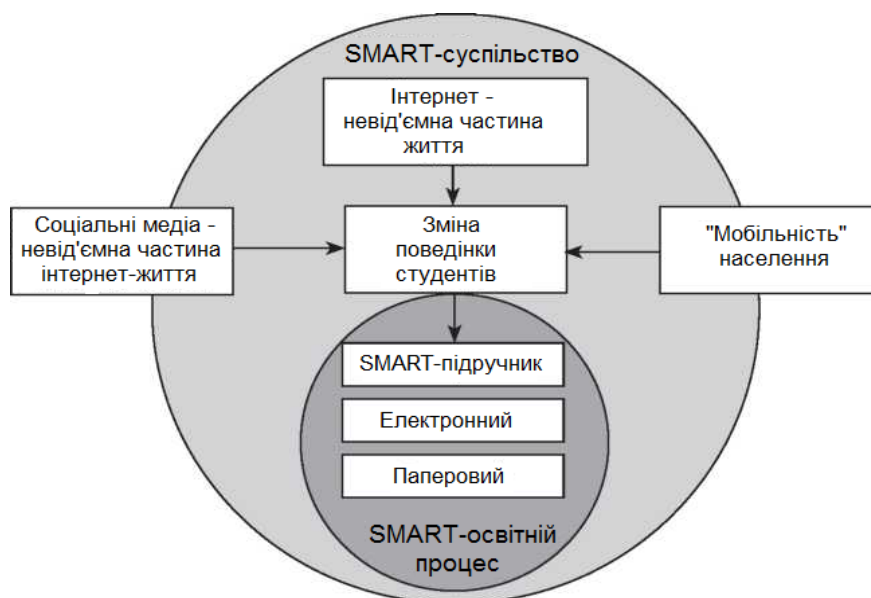 SMART-суспільство
Інтернет -
невід'ємна частина
життя
Соціальні медіа -
невід'ємна частина
інтернет-життя
Зміна
поведінки
студентів
"Мобільність"
населення
SMART-підручник
Електронний
Паперовий
SMART-освітній
процес